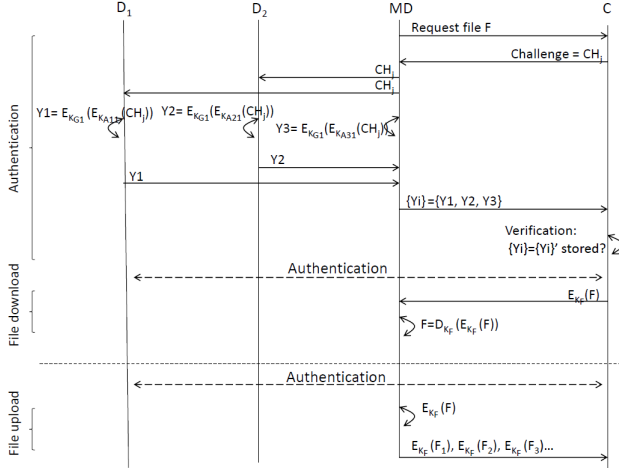 D1 D2 MD C
Request file F
Challenge = CHj
CHj
CHj
Y1= EKG1(EKA11(CHj)) Y2= EKG1(EKA21(CHj))
Y3= EKG1(EKA31(CHj))
Y2
Y1
{Yi}={Y1, Y2, Y3}
Verification:
{Yi}={Yi}’ stored?
Authentication
Authentication
EKF(F)
F=DKF(EKF(F))
File download
Authentication
EKF(F)
EKF(F1), EKF(F2), EKF(F3)...
File upload